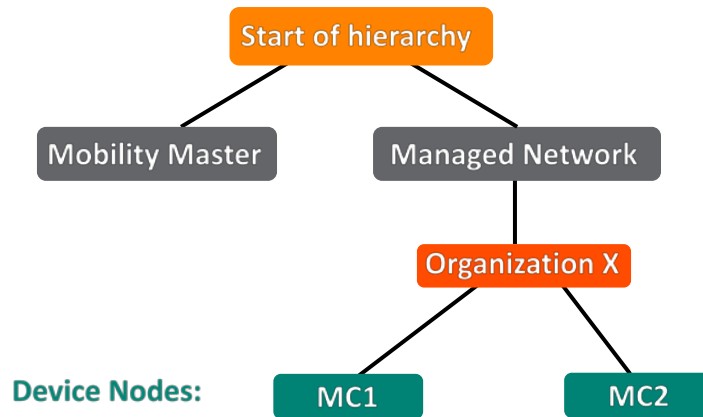 Start of hierarchy
Mobility Master
Managed Network
Organization X
Device Nodes:
MC1
MC2